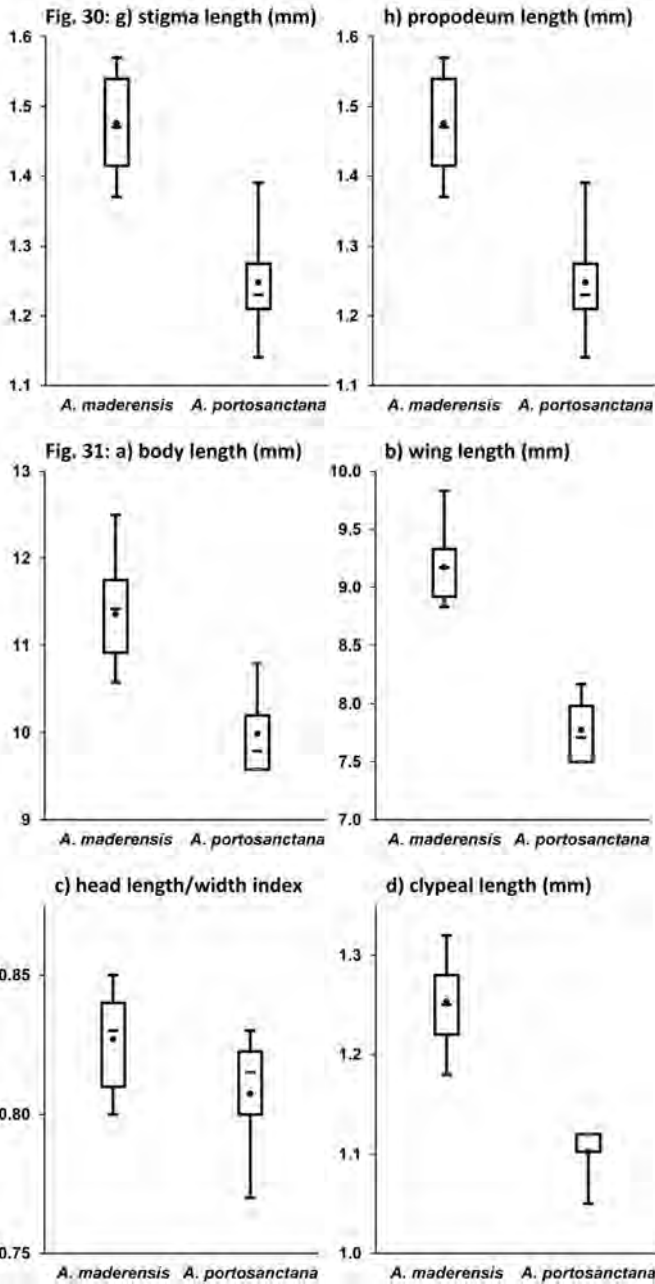 Fig. 30: g) stigma length (mm)
h) propodeum length (mm)
1.6
1.5
1.4
1.3
1.2
1.1
A. maderensis
A. portosanctana
1.6
1.5
1.4
1.3
1.2
1.1
A. maderensis
A. portosanctana
Fig. 31: a) body length (mm)
b) wing length (mm)
13
12
11
10
9
A. maderensis
A. portosanctana
10.0
9.5
9.0
8.5
8.0
7.5
7.0
A. maderensis
A. portosanctana
c) head length/width index
d) clypeal length (mm)
0.85
0.80
0.75
A. maderensis
A. portosanctana
1.3
1.2
1.1
1.0
A. maderensis
A. portosanctana